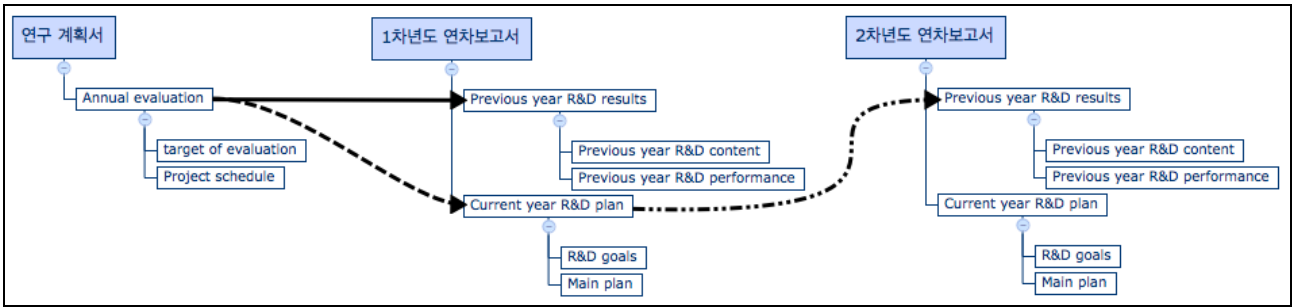 연구 계획서
Annual evaluation
target of evaluation
Project schedule
1차년도 연차보고서
Previous year R&D results
Previous year R&D content
Previous year R&D performance
Current year R&D plan
R&D goals
Main plan
2차년도 연차보고서
Previous year R&D results
Previous year R&D content
Previous year R&D performance
Current year R&D plan
R&D goals
Main plan